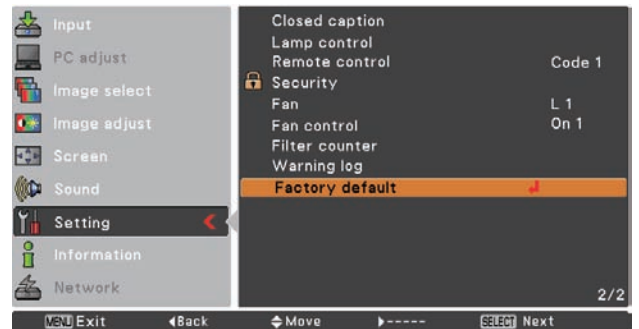 Input
PC adjust
Image select
Image adjust
Screen
Sound
Setting
Information
Network
Closed caption
Lamp control
Remote control Code 1
Security
Fan L 1
Fan control On 1
Filter counter
Warning log
Factory default
2/2
MENU Exit ◀Back Move ▶----- SELECT Next